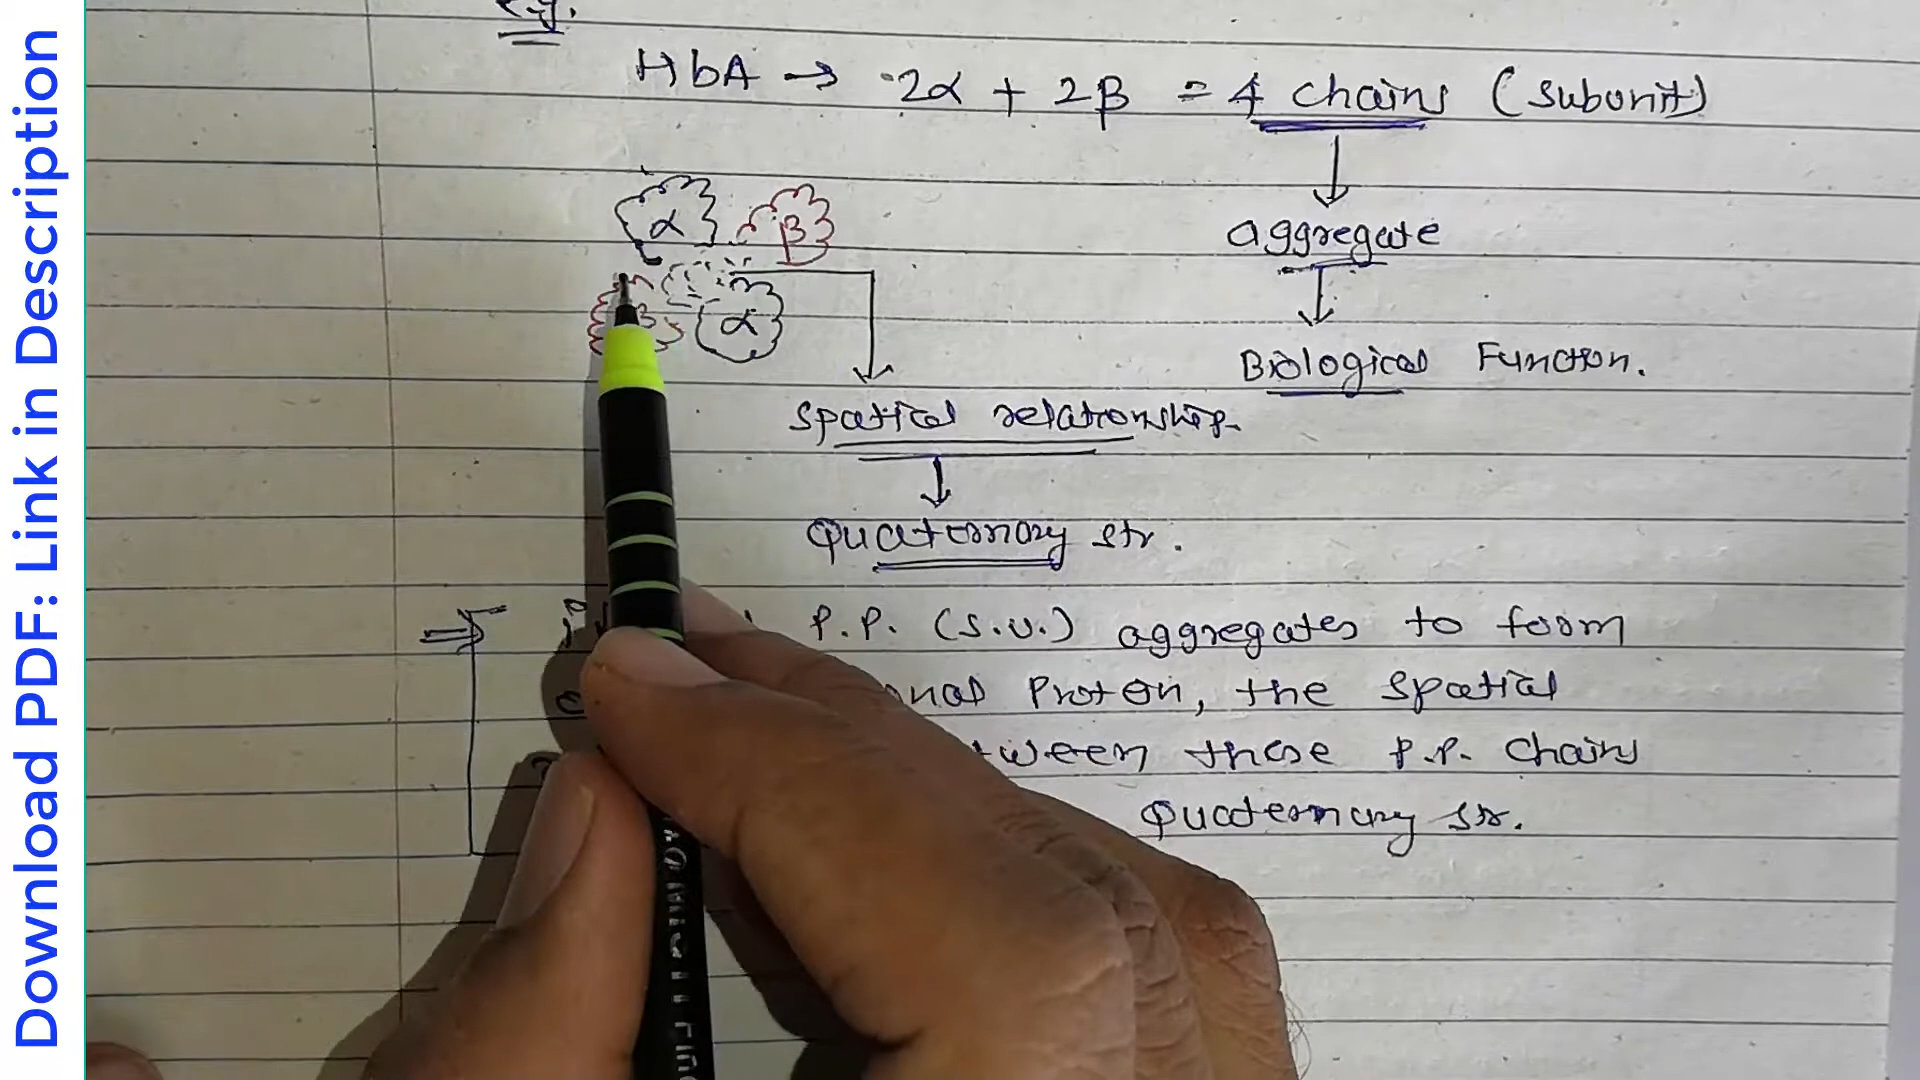 Download PDF: Link in Description
e.g.
HbA → 2α + 2β = 4 chains (subunit)
α β
β α
aggregate
Biological Function.
Spatial relationship.
Quaternary str.
P.P. (S.U.) aggregates to form
onal Protein, the spatial
tween these P.P. chains
Quaternary str.